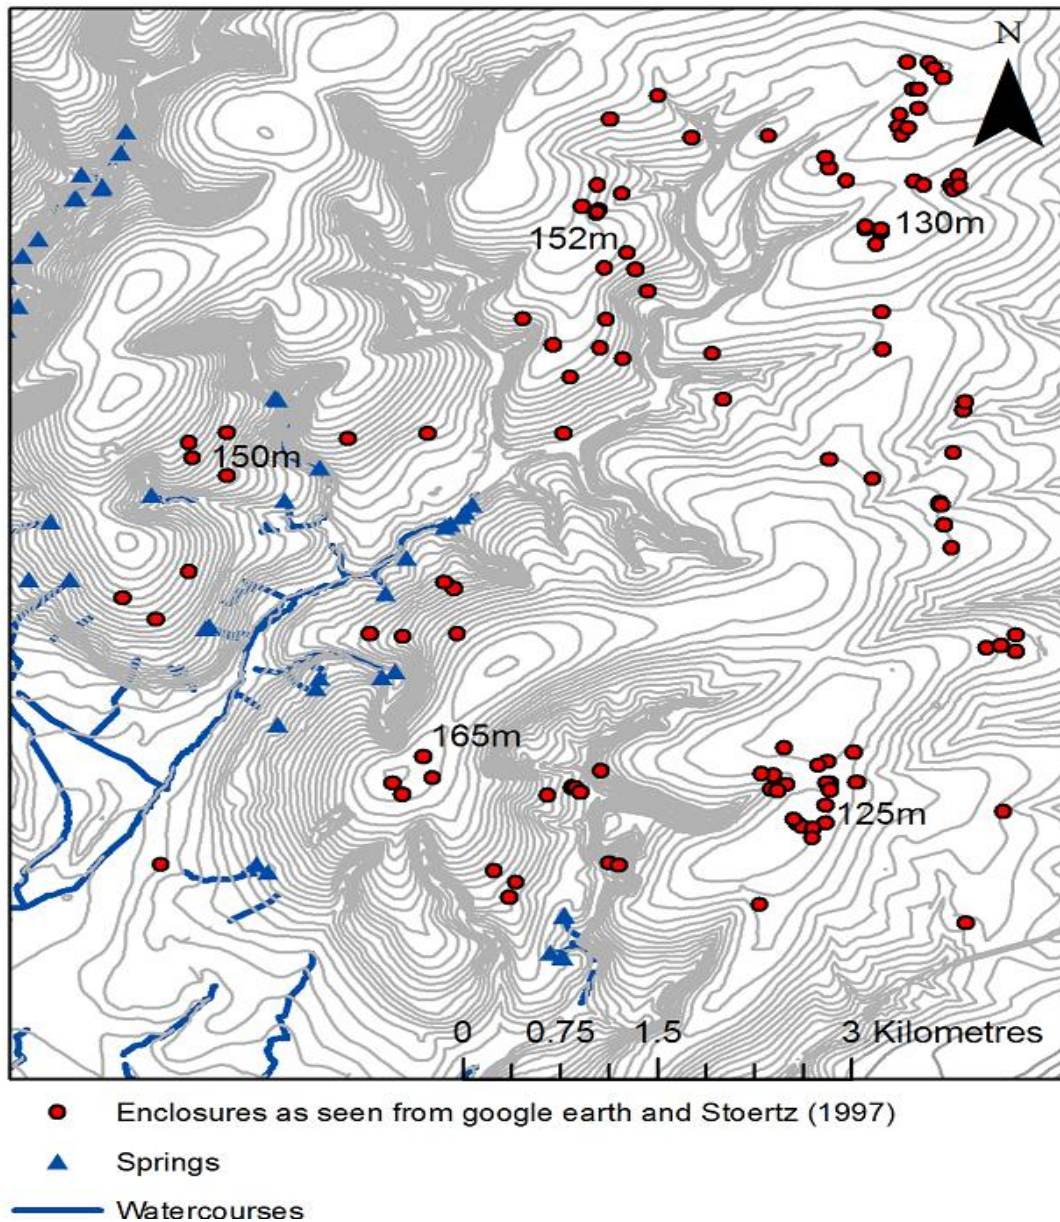 N
152m
130m
150m
165m
125m
0 0.75 1.5 3 Kilometres
Enclosures as seen from google earth and Stoertz (1997)
Springs
Watercourses